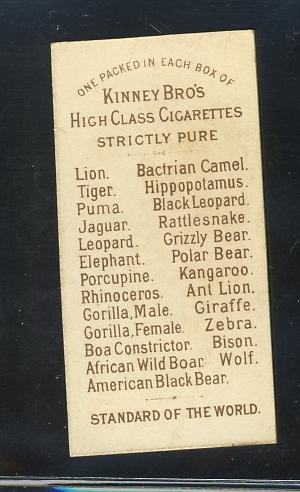 ONE PACKED IN EACH BOX OF
KINNEY BRO'S
HIGH CLASS CIGARETTES
STRICTLY PURE
Lion. Bactrian Camel.
Tiger. Hippopotamus.
Puma. Black Leopard.
Jaguar. Rattlesnake.
Leopard. Grizzly Bear.
Elephant. Polar Bear.
Porcupine. Kangaroo.
Rhinoceros. Ant Lion.
Gorilla, Male. Giraffe.
Gorilla, Female. Zebra.
Boa Constrictor. Bison.
African Wild Boar. Wolf.
American Black Bear.
STANDARD OF THE WORLD.